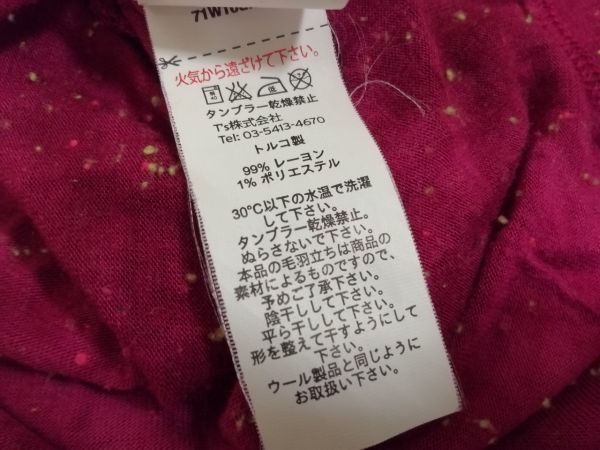 火気から遠ざけて下さい。
40
低
タンブラー乾燥禁止
T's株式会社
Tel: 03-5413-4670
トルコ製
99% レーヨン
1% ポリエステル
30℃以下の水温で洗濯
して下さい。
タンブラー乾燥禁止。
ぬらさないで下さい。
本品の毛羽立ちは商品の
素材によるものですので、
予めご了承下さい。
陰干しして下さい。
平ら干しして下さい。
形を整えて干すようにして
下さい。
ウール製品と同じように
お取扱い下さい。